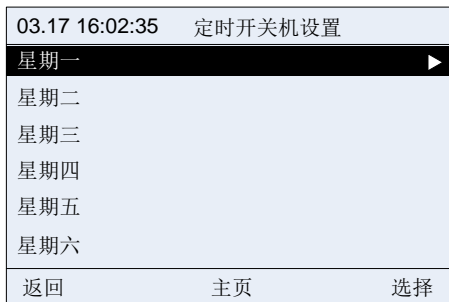 03.17 16:02:35 定时开关机设置
星期一
星期二
星期三
星期四
星期五
星期六
返回 主页 选择